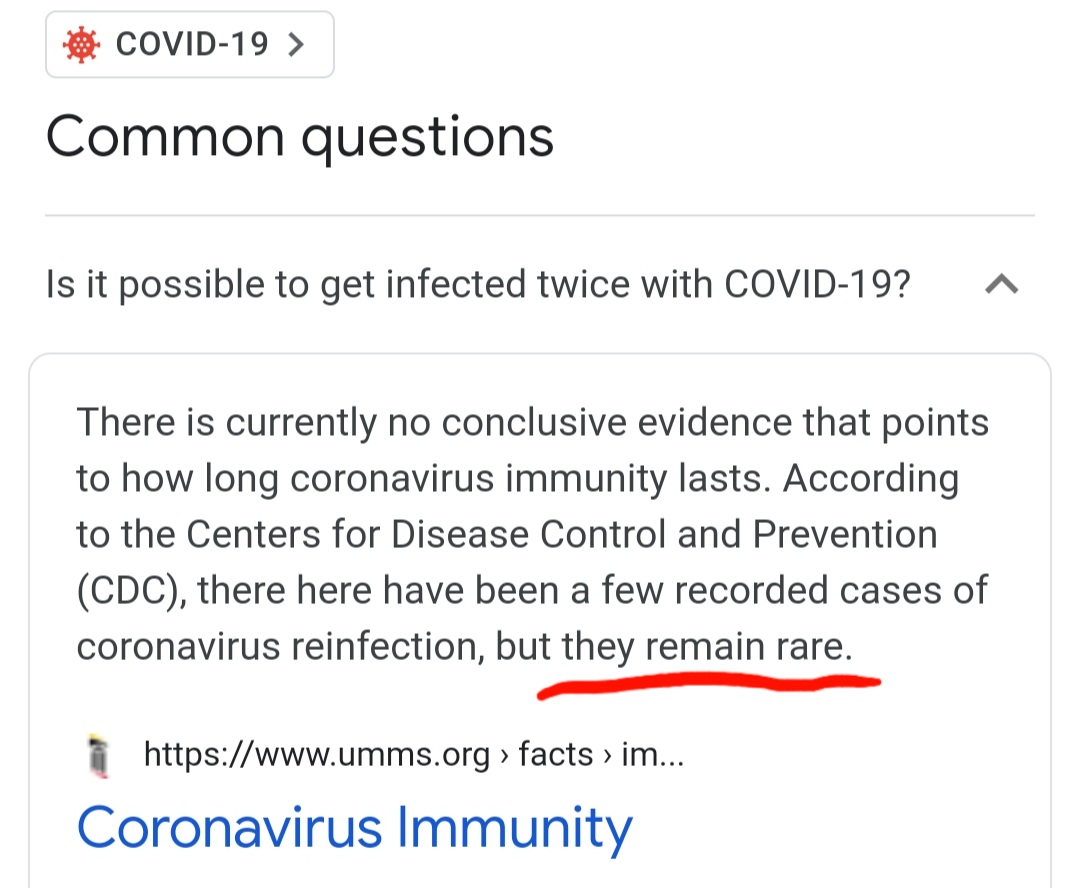 COVID-19 >
Common questions
Is it possible to get infected twice with COVID-19?
There is currently no conclusive evidence that points
to how long coronavirus immunity lasts. According
to the Centers for Disease Control and Prevention
(CDC), there here have been a few recorded cases of
coronavirus reinfection, but they remain rare.
https://www.umms.org › facts › im...
Coronavirus Immunity